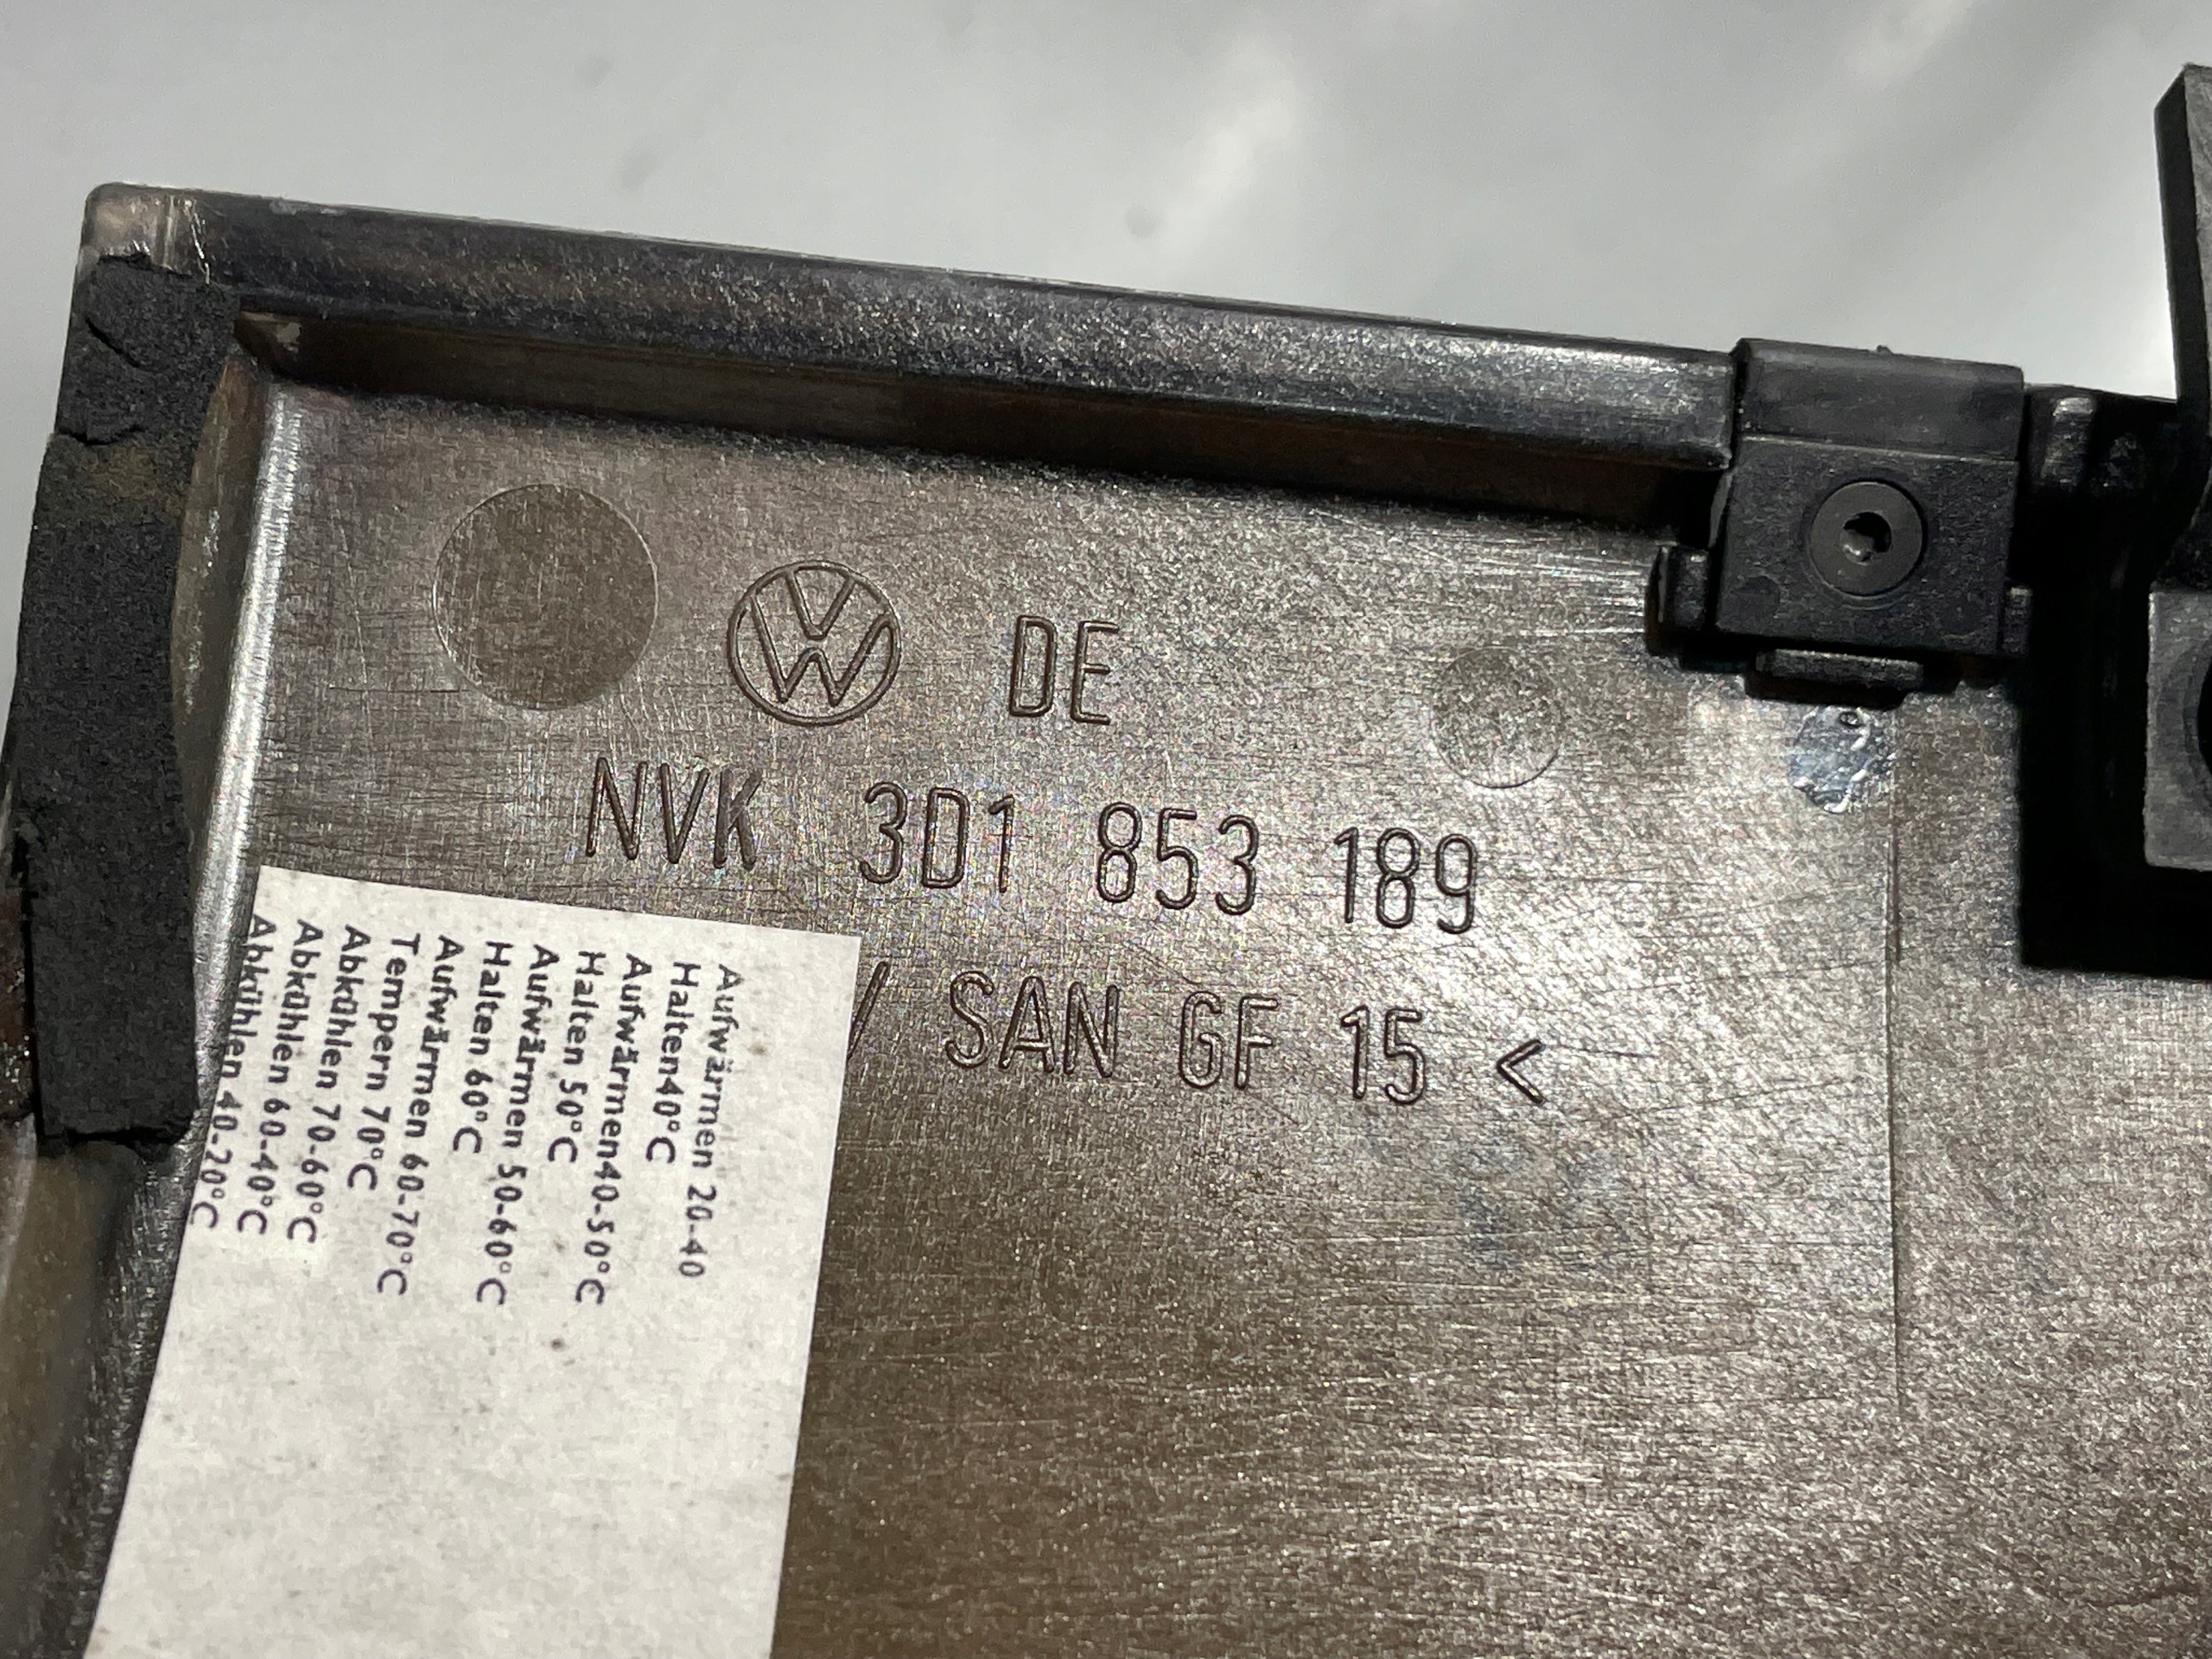 DE
NVK 3D1 853 189
/ SAN GF 15 <
Aufwärmen 20-40
Halten40°C
Aufwärmen40-50°C
Halten 50°C
Aufwärmen 50-60°C
Halten 60°C
Aufwärmen 60-70°C
Tempern 70°C
Abkühlen 70-60°C
Abkühlen 60-40°C
Abkühlen 40-20°C